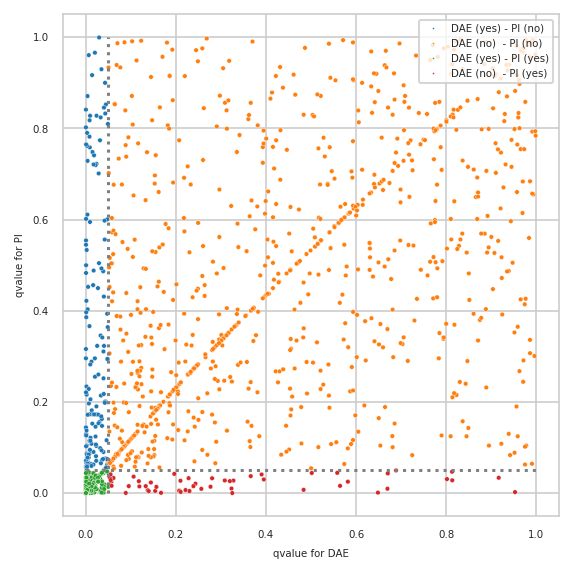 DAE (yes) - PI (no)
DAE (no)  - PI (no)
DAE (yes) - PI (yes)
DAE (no)  - PI (yes)
1.0
0.8
0.6
0.4
0.2
0.0
qvalue for PI
0.0 0.2 0.4 0.6 0.8 1.0
qvalue for DAE